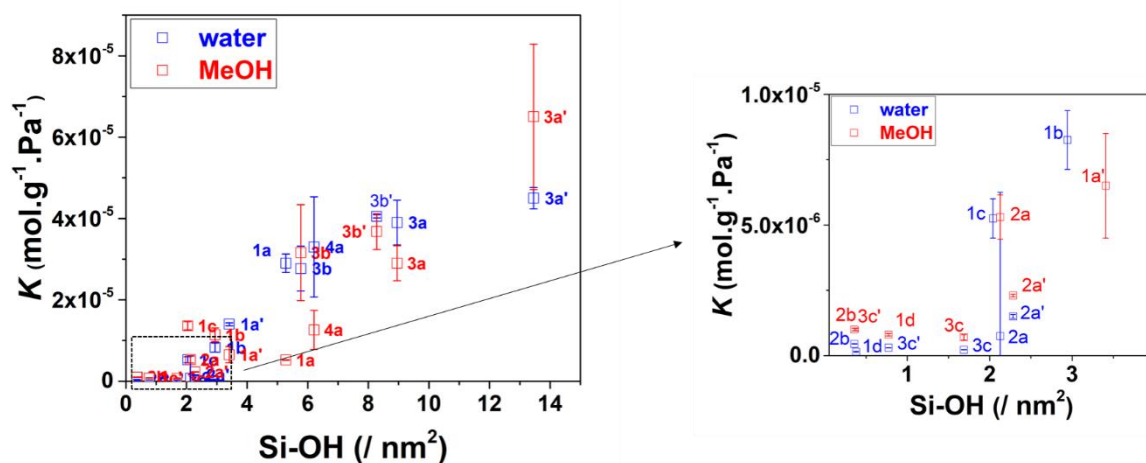 water
MeOH
8x10⁻⁵
6x10⁻⁵
4x10⁻⁵
2x10⁻⁵
0
K (mol.g⁻¹.Pa⁻¹)
3a'
3a'
3b'
3a
3b'
3a
1a
4a
3b
3b
4a
1a
1c
1a'
1b
1b
1a'
2a'
0 2 4 6 8 10 12 14
Si-OH (/ nm²)
water
MeOH
1.0x10⁻⁵
5.0x10⁻⁶
0.0
K (mol.g⁻¹.Pa⁻¹)
1b
1a'
1c
2a
2a'
2a'
2b 3c' 1d 3c
2b 1d 3c' 3c 2a
1 2 3
Si-OH (/ nm²)